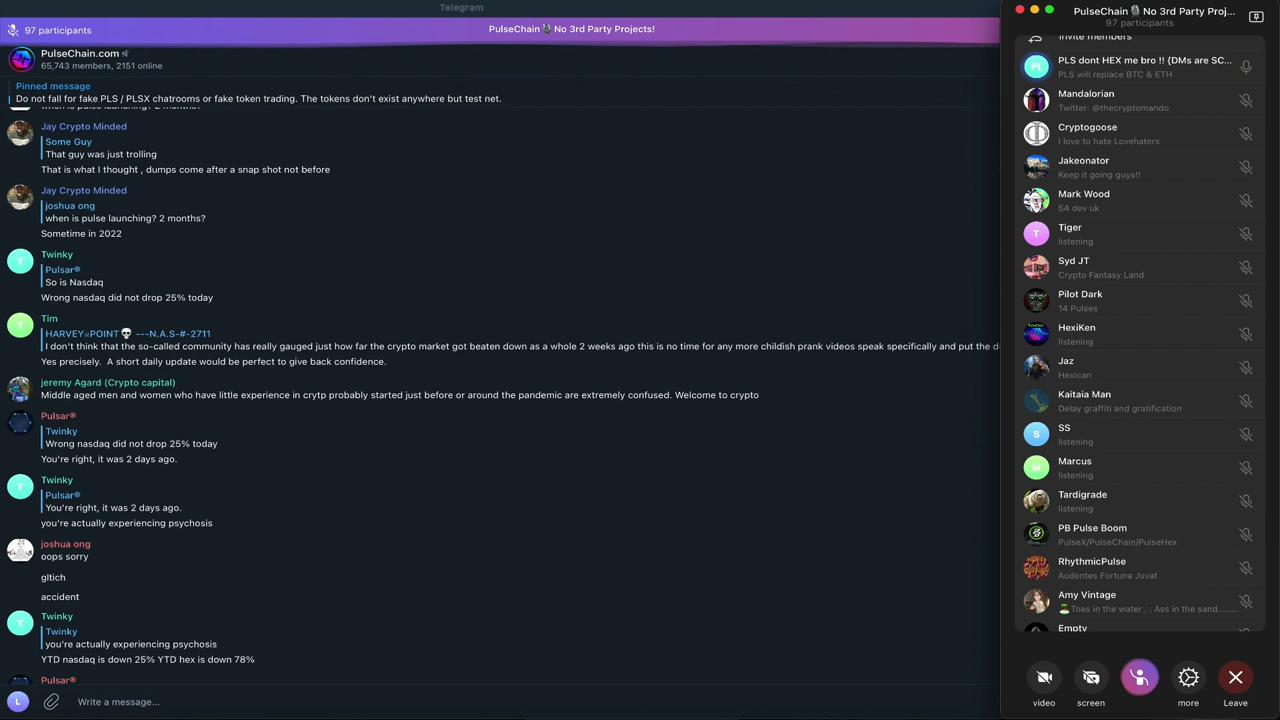 Telegram
97 participants
PulseChain🎙️ No 3rd Party Projects!
PulseChain.com
65,743 members, 2151 online
Pinned message
Do not fall for fake PLS / PLSX chatrooms or fake token trading. The tokens don't exist anywhere but test net.
when is pulse launching? 2 months?
Jay Crypto Minded
Some Guy
That guy was just trolling
That is what I thought , dumps come after a snap shot not before
Jay Crypto Minded
joshua ong
when is pulse launching? 2 months?
Sometime in 2022
Twinky
Pulsar®
So is Nasdaq
Wrong nasdaq did not drop 25% today
Tim
HARVEY☠POINT💀 ---N.A.S-#-2711
I don't think that the so-called community has really gauged just how far the crypto market got beaten down as a whole 2 weeks ago this is no time for any more childish prank videos speak specifically and put the d
Yes precisely.  A short daily update would be perfect to give back confidence.
jeremy Agard (Crypto capital)
Middle aged men and women who have little experience in crytp probably started just before or around the pandemic are extremely confused. Welcome to crypto
Pulsar®
Twinky
Wrong nasdaq did not drop 25% today
You're right, it was 2 days ago.
Twinky
Pulsar®
You're right, it was 2 days ago.
you're actually experiencing psychosis
joshua ong
oops sorry
gltich
accident
Twinky
Twinky
you're actually experiencing psychosis
YTD nasdaq is down 25% YTD hex is down 78%
Pulsar®
L
Write a message...
PulseChain🎙️ No 3rd Party Proj...
97 participants
Invite members
PLS dont HEX me bro !! {DMs are SC...
PLS will replace BTC & ETH
Mandalorian
Twitter: @thecryptomando
Cryptogoose
I love to hate Lovehaters
Jakeonator
Keep it going guys!!
Mark Wood
54 dev uk
Tiger
listening
Syd JT
Crypto Fantasy Land
Pilot Dark
14 Pulses
HexiKen
listening
Jaz
Hexican
Kaitaia Man
Delay graffiti and gratification
SS
listening
Marcus
listening
Tardigrade
listening
PB Pulse Boom
PulseX/PulseChain/PulseHex
RhythmicPulse
Audentes Fortuna Juvat
Amy Vintage
Toes in the water, Ass in the sand......
Empty
video
screen
more
Leave